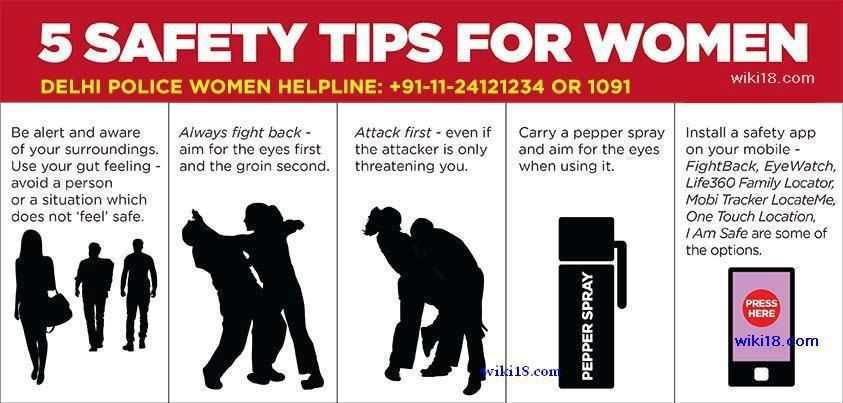 5 SAFETY TIPS FOR WOMEN
wiki18.com
DELHI POLICE WOMEN HELPLINE: +91-11-24121234 OR 1091
Be alert and aware
of your surroundings.
Use your gut feeling -
avoid a person
or a situation which
does not 'feel' safe.
Always fight back -
aim for the eyes first
and the groin second.
Attack first - even if
the attacker is only
threatening you.
Carry a pepper spray
and aim for the eyes
when using it.
Install a safety app
on your mobile -
FightBack, EyeWatch,
Life360 Family Locator,
Mobi Tracker LocateMe,
One Touch Location,
I Am Safe are some of
the options.
PEPPER SPRAY
PRESS
HERE
wiki18.com
wiki18.com